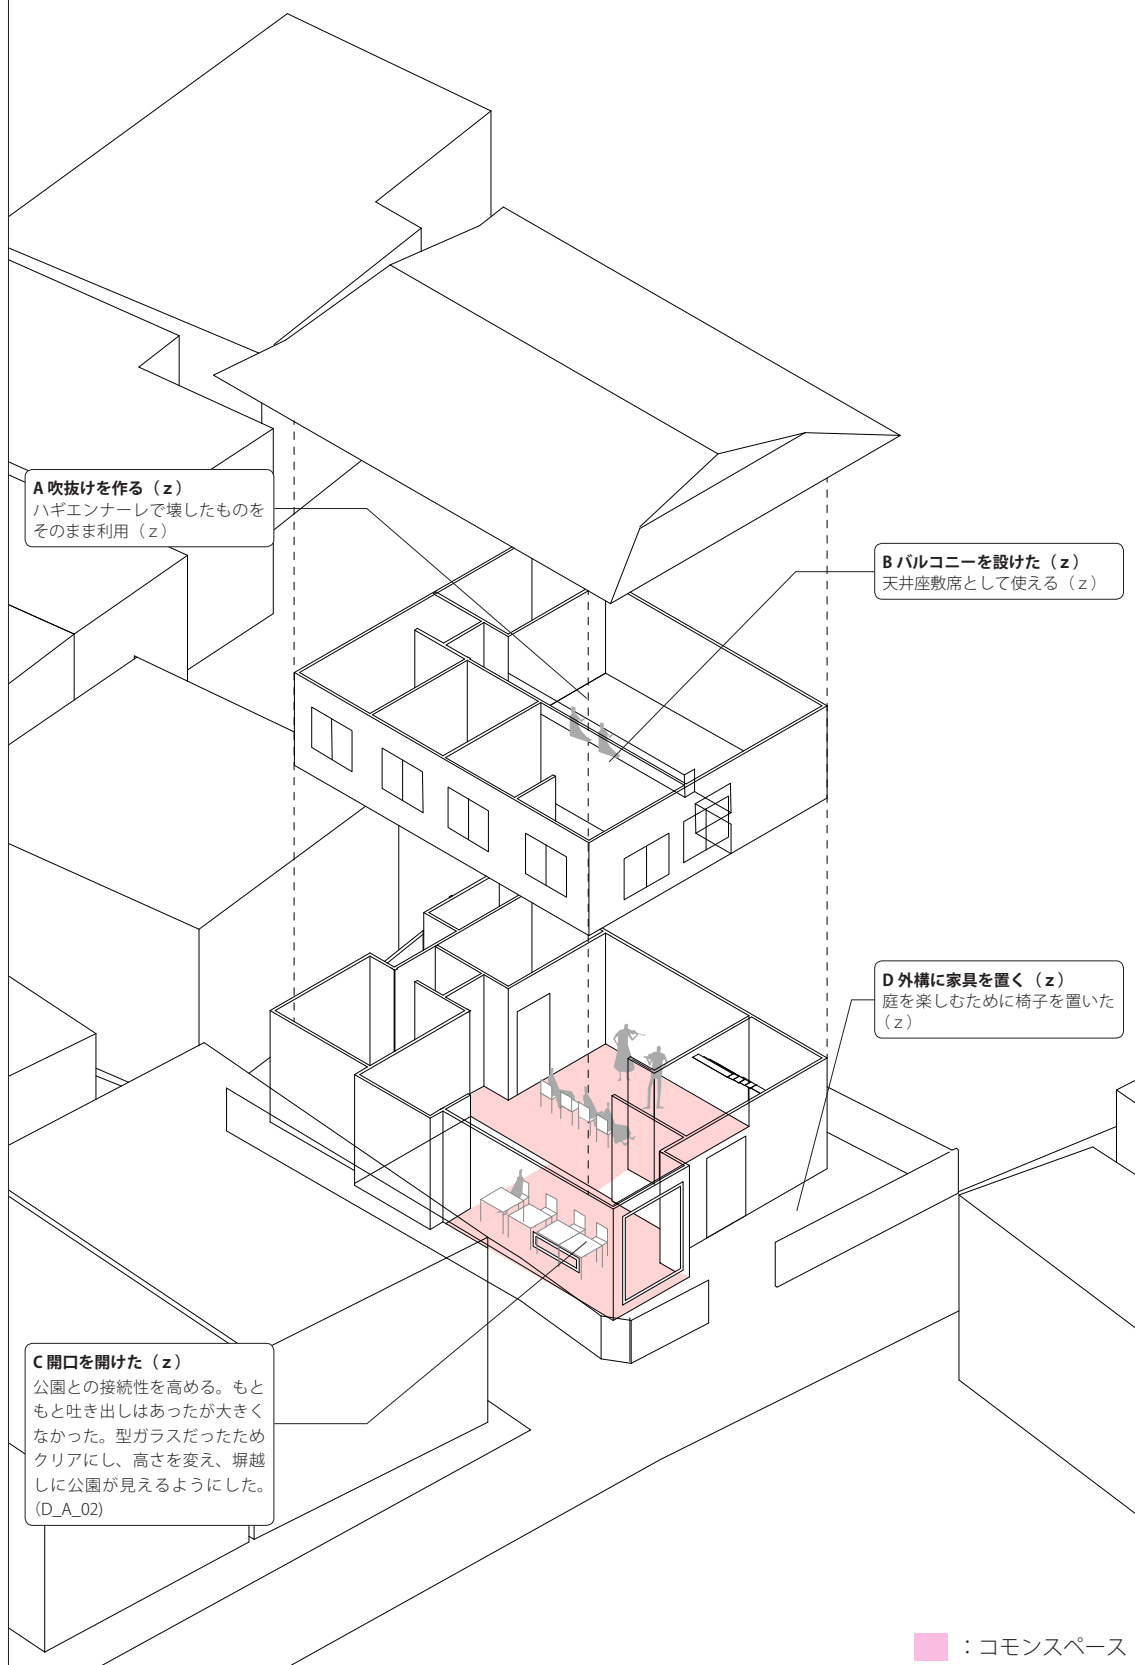 A 吹抜けを作る（z）
ハギエンナーレで壊したものを
そのまま利用（z）
B バルコニーを設けた（z）
天井座敷席として使える（z）
D 外構に家具を置く（z）
庭を楽しむために椅子を置いた
（z）
C 開口を開けた（z）
公園との接続性を高める。もと
もと吐き出しはあったが大きく
なかった。型ガラスだったため
クリアにし、高さを変え、塀越
しに公園が見えるようにした。
(D_A_02)
：コモンスペース